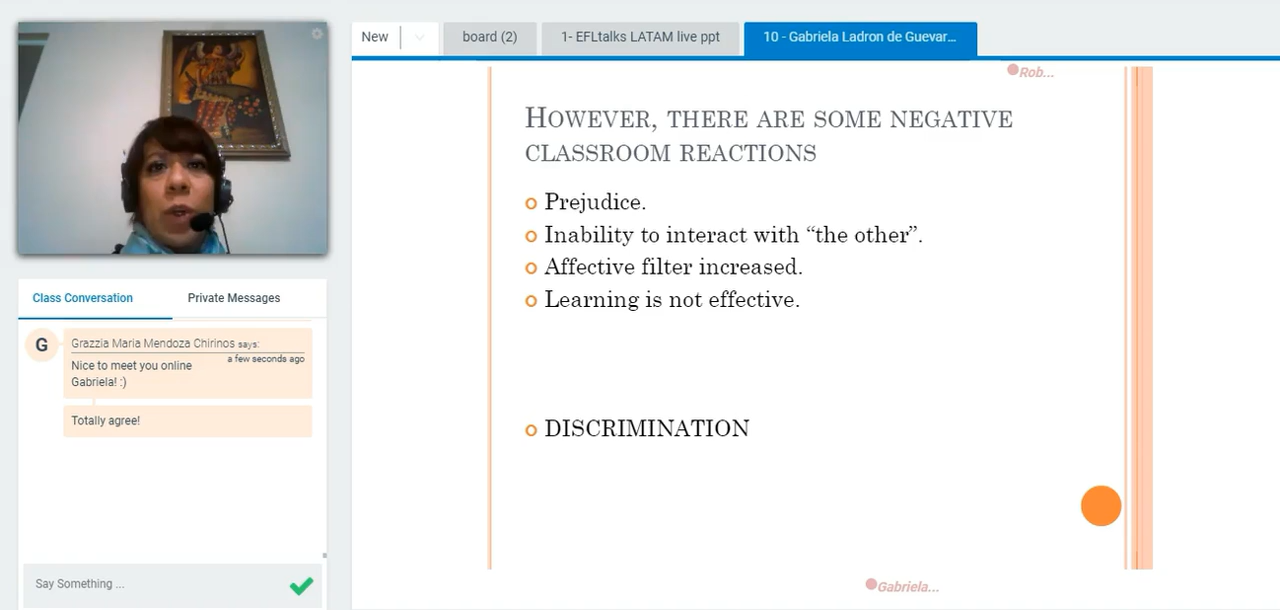 New
board (2)
1- EFLtalks LATAM live ppt
10 - Gabriela Ladron de Guevar...
Rob...
HOWEVER, THERE ARE SOME NEGATIVE
CLASSROOM REACTIONS
Prejudice.
Inability to interact with “the other”.
Affective filter increased.
Learning is not effective.
DISCRIMINATION
Gabriela...
Class Conversation
Private Messages
G
Grazzia Maria Mendoza Chirinos says:
a few seconds ago
Nice to meet you online
Gabriela! :)
Totally agree!
Say Something ...